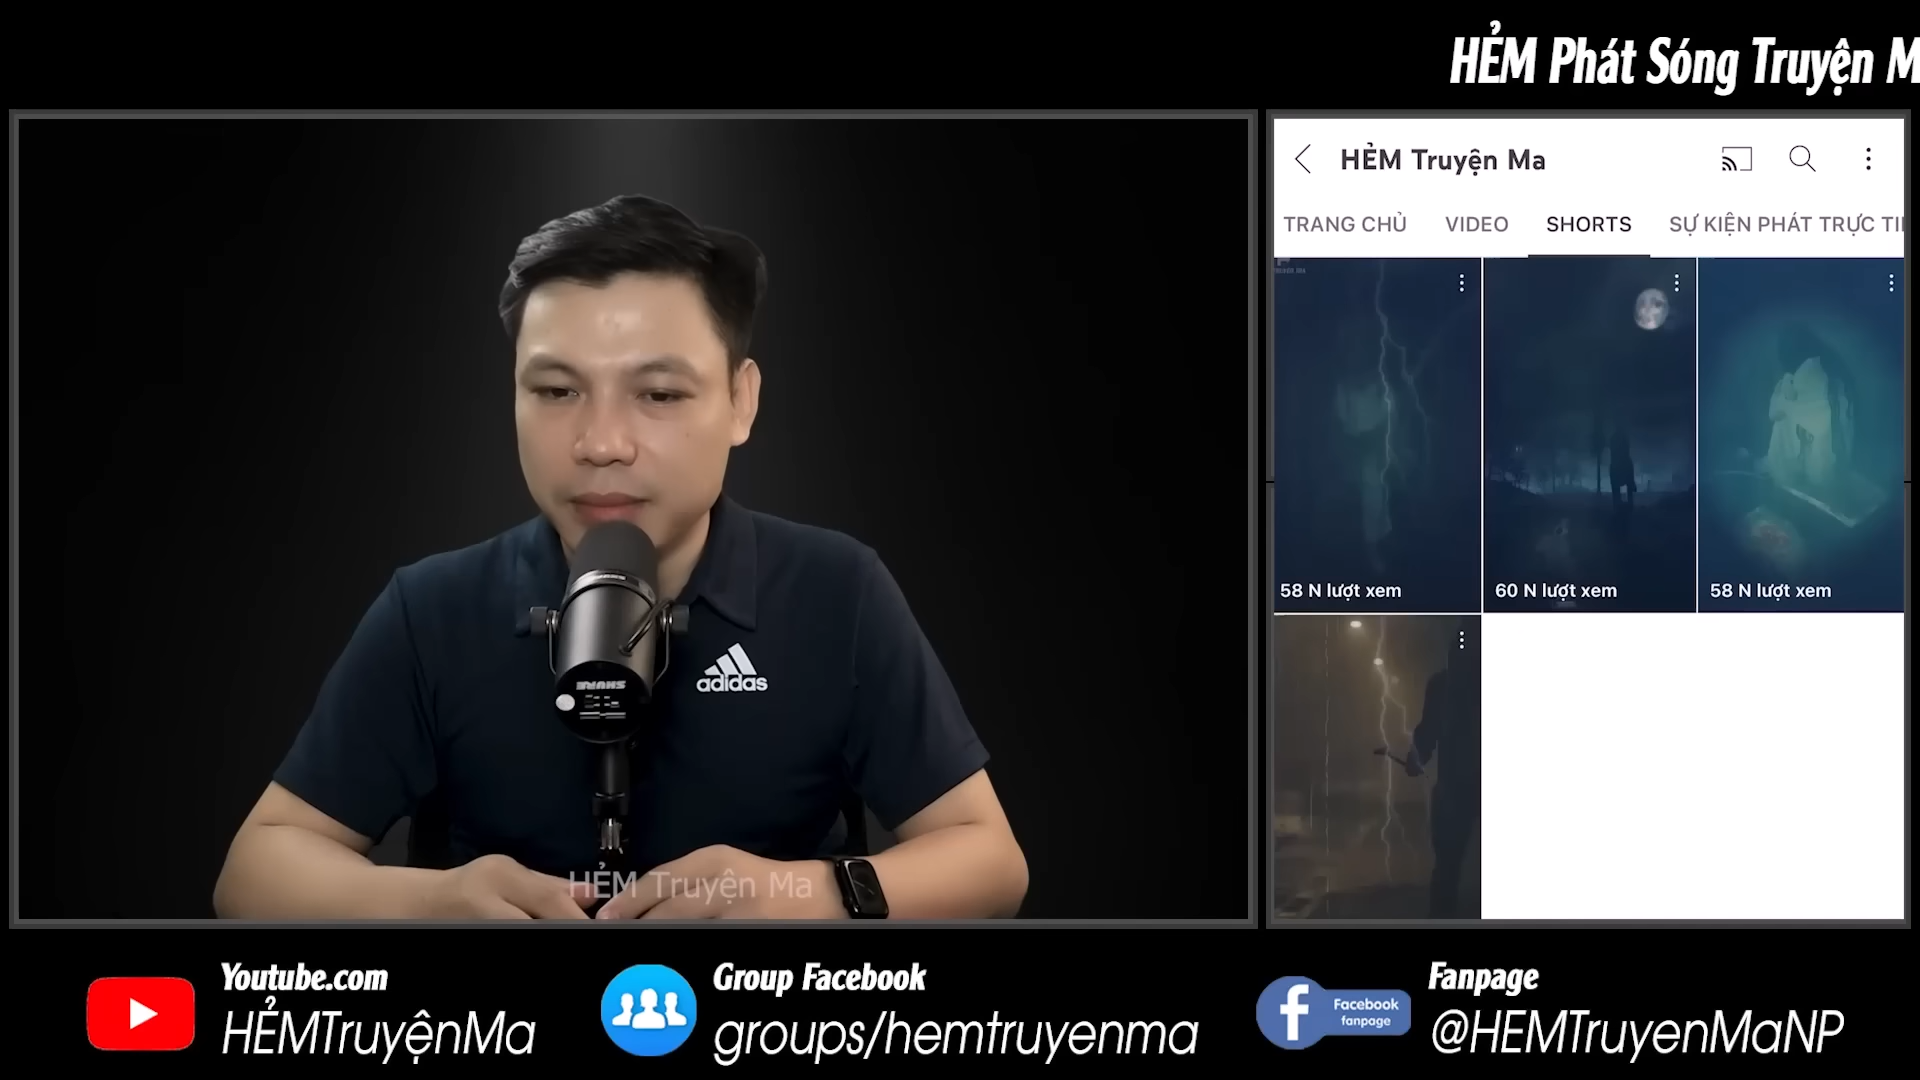 HẺM Phát Sóng Truyện M
HẺM Truyện Ma
TRANG CHỦ VIDEO SHORTS SỰ KIỆN PHÁT TRỰC TI
58 N lượt xem
60 N lượt xem
58 N lượt xem
SHURE
adidas
HẺM Truyện Ma
Youtube.com
HẺMTruyệnMa
Group Facebook
groups/hemtruyenma
Facebook
fanpage
Fanpage
@HEMTruyenMaNP